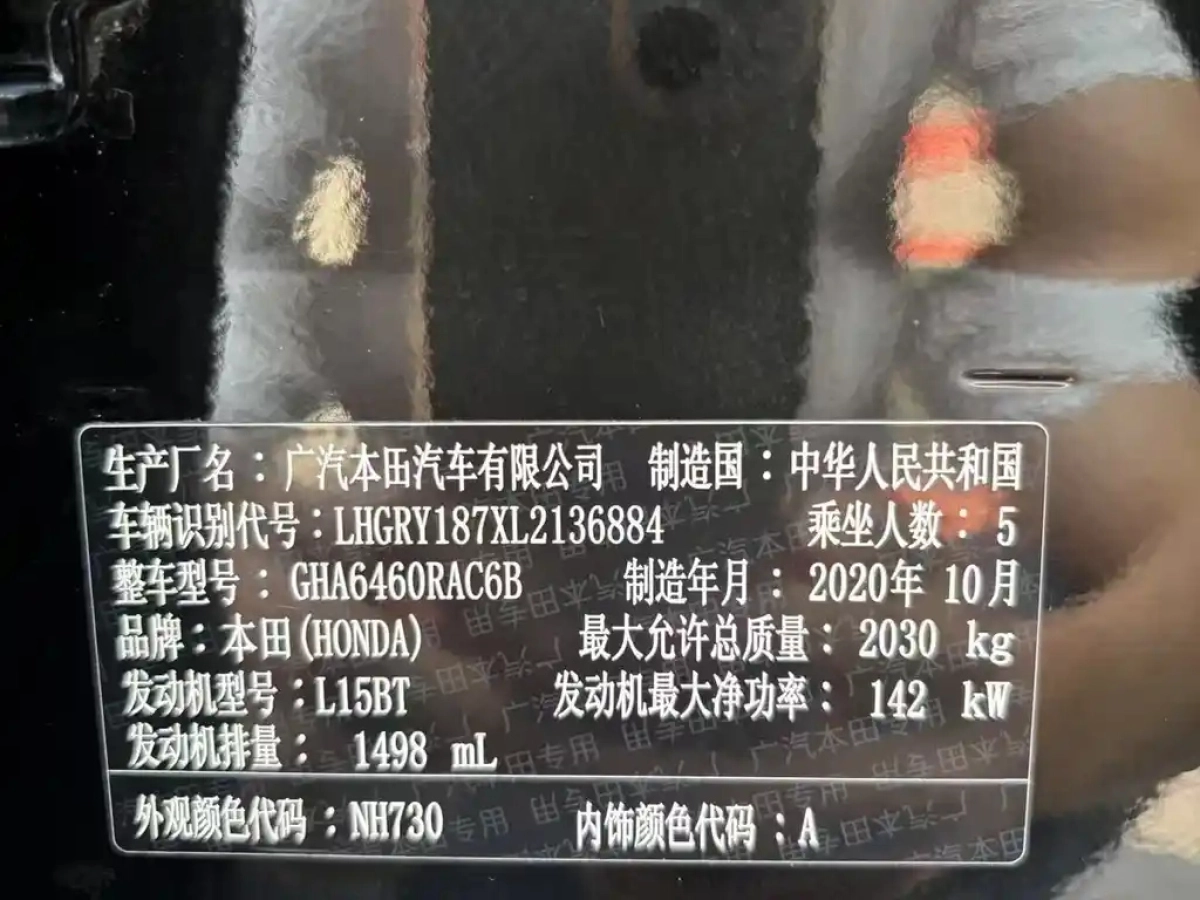 生产厂名：广汽本田汽车有限公司 制造国：中华人民共和国
车辆识别代号：LHGRY187XL2136884 乘坐人数：5
整车型号：GHA6460RAC6B 制造年月：2020年10月
品牌：本田(HONDA) 最大允许总质量：2030 kg
发动机型号：L15BT 发动机最大净功率：142 kW
发动机排量：1498 mL
外观颜色代码：NH730 内饰颜色代码：A